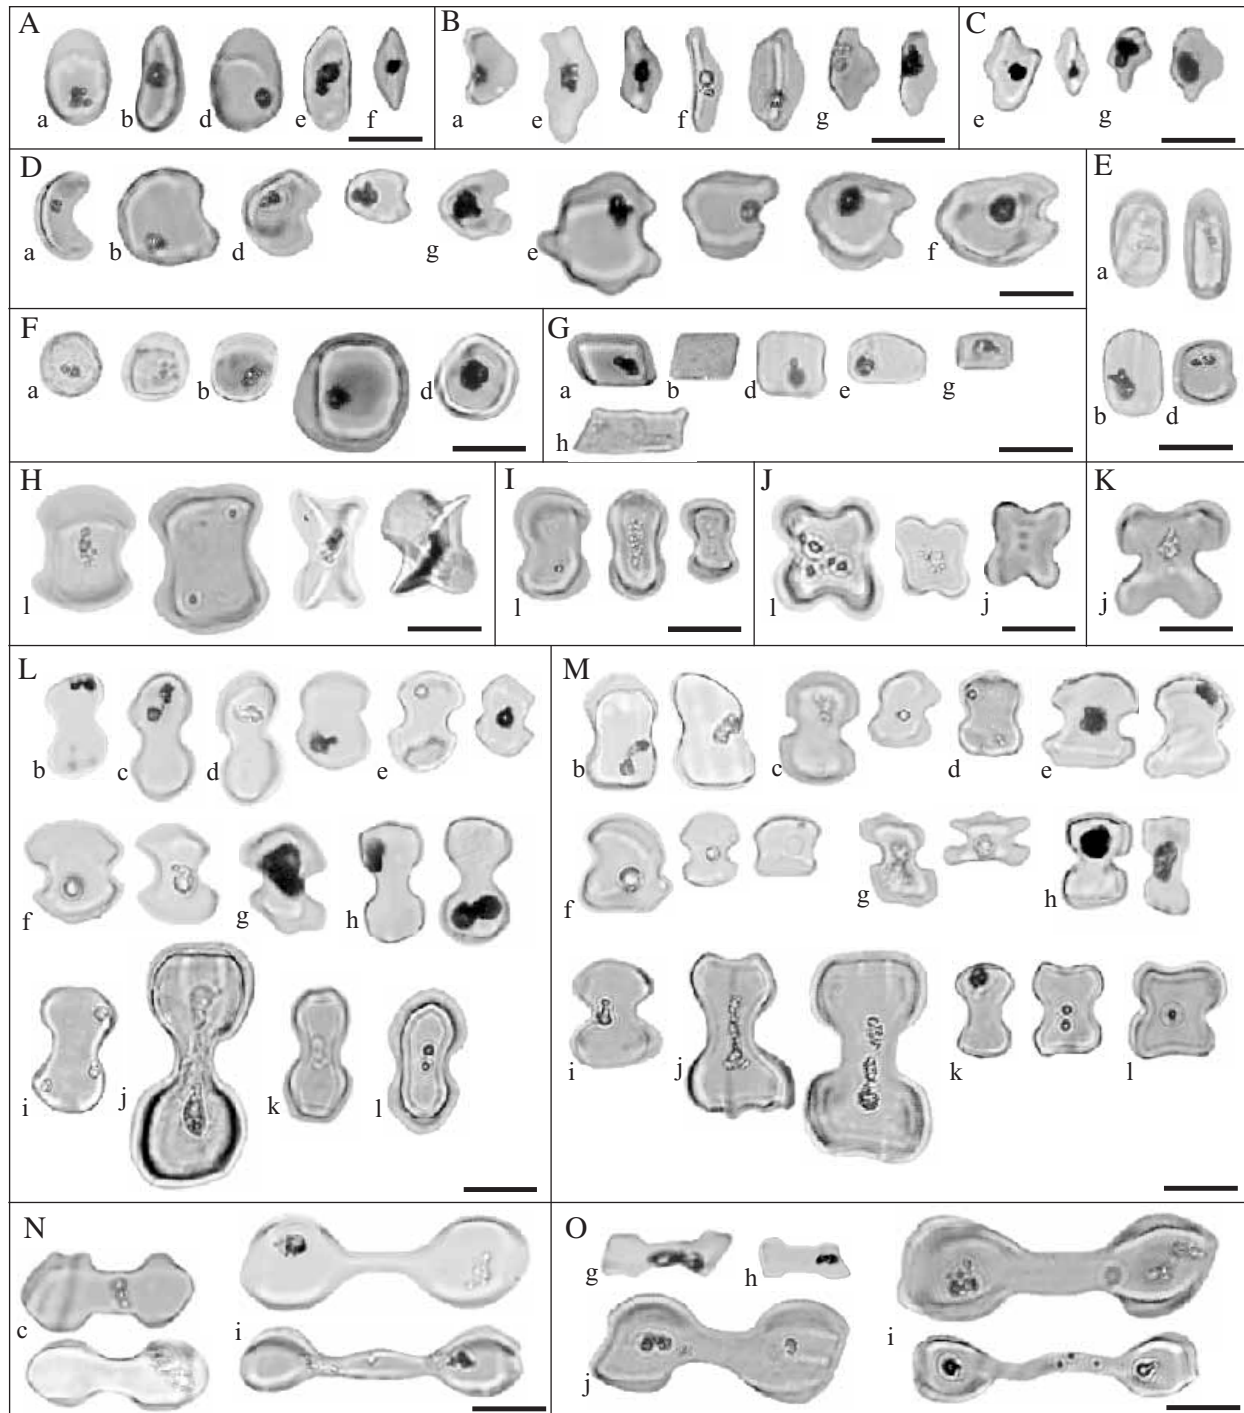 A
a b d e f
B
a e f g
C
e g
D
a b d g e f
E
a
b d
F
a b d
G
a b d e g
h
H
l
I
l
J
l j
K
j
L
b c d e
f g h
i j k l
M
b c d e
f g h
i j k l
N
c i
O
g h
j i